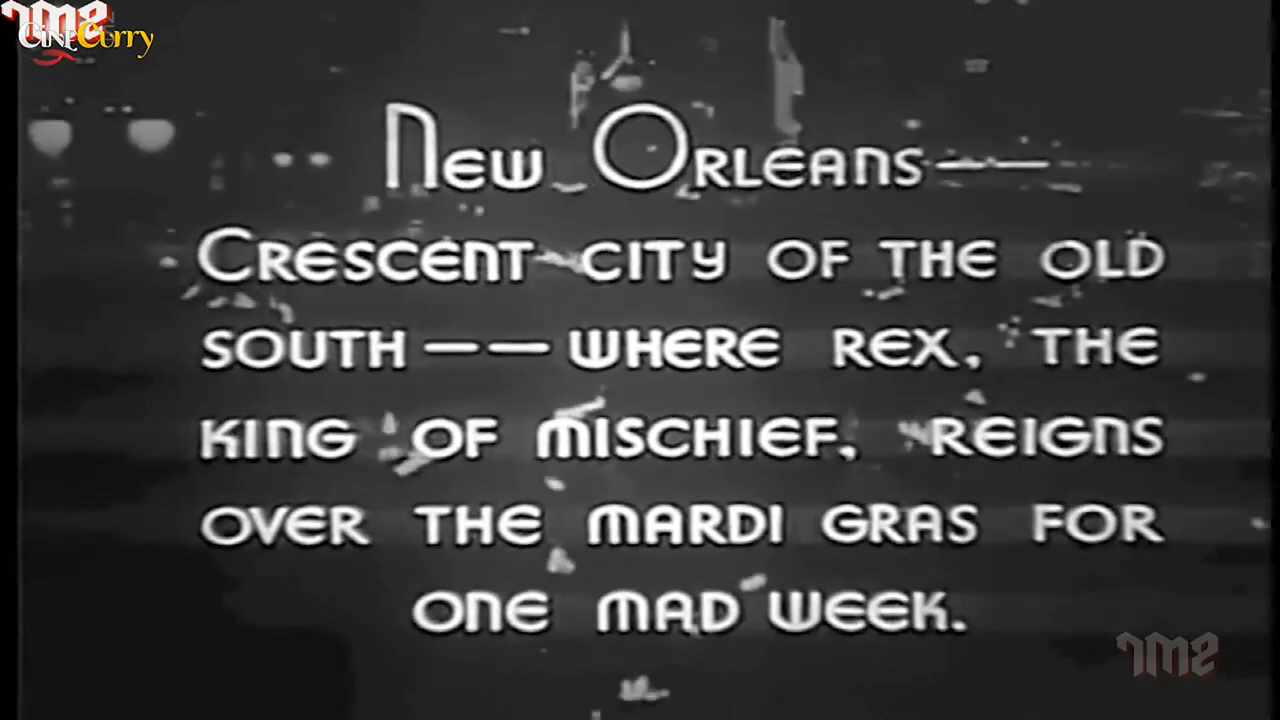 CINECURRY
NEW ORLEANS——
CRESCENT CITY OF THE OLD
SOUTH——WHERE REX, THE
KING OF MISCHIEF, REIGNS
OVER THE MARDI GRAS FOR
ONE MAD WEEK.